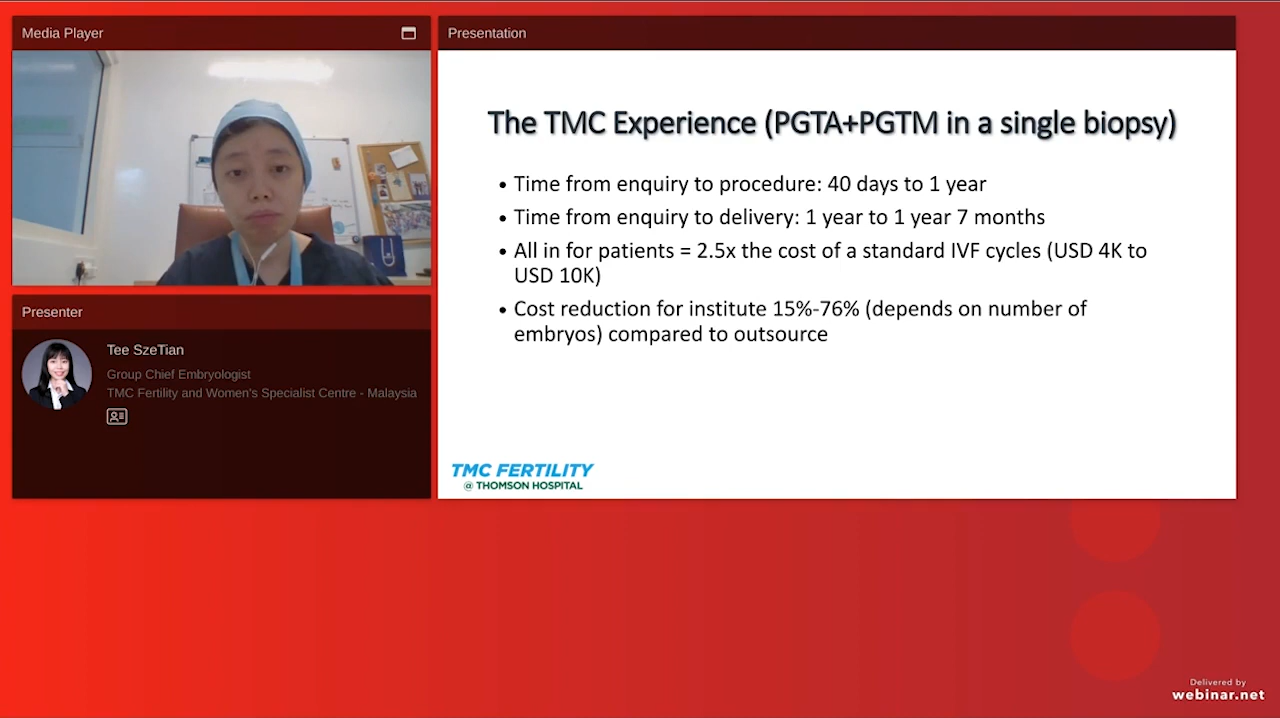 Media Player
Presentation
The TMC Experience (PGTA+PGTM in a single biopsy)
• Time from enquiry to procedure: 40 days to 1 year
• Time from enquiry to delivery: 1 year to 1 year 7 months
• All in for patients = 2.5x the cost of a standard IVF cycles (USD 4K to
USD 10K)
• Cost reduction for institute 15%-76% (depends on number of
embryos) compared to outsource
TMC FERTILITY
@ THOMSON HOSPITAL
Presenter
Tee SzeTian
Group Chief Embryologist
TMC Fertility and Women's Specialist Centre - Malaysia
Delivered by
webinar.net